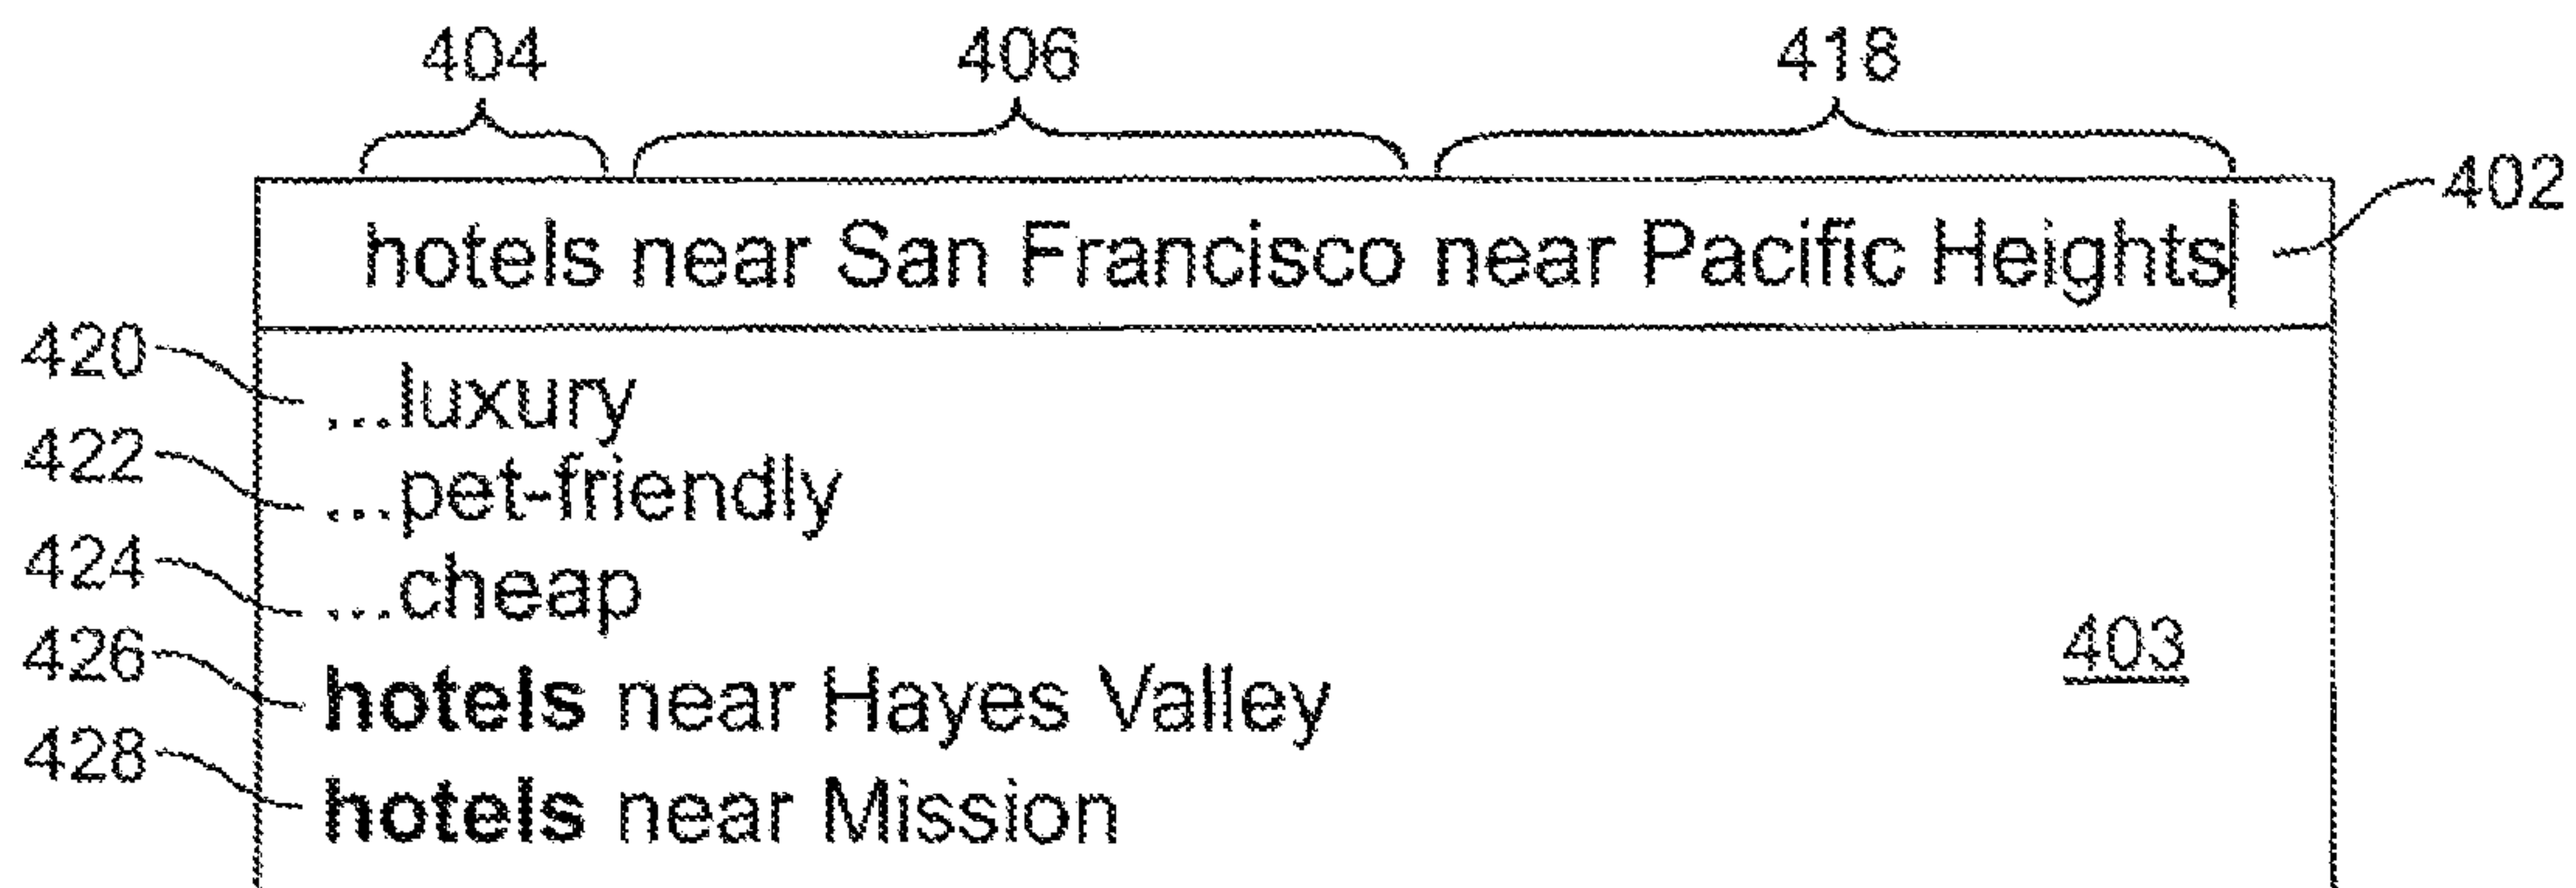 404 406 418
402
hotels near San Francisco near Pacific Heights
420 ...luxury
422 ...pet-friendly
424 ...cheap
403
426 hotels near Hayes Valley
428 hotels near Mission